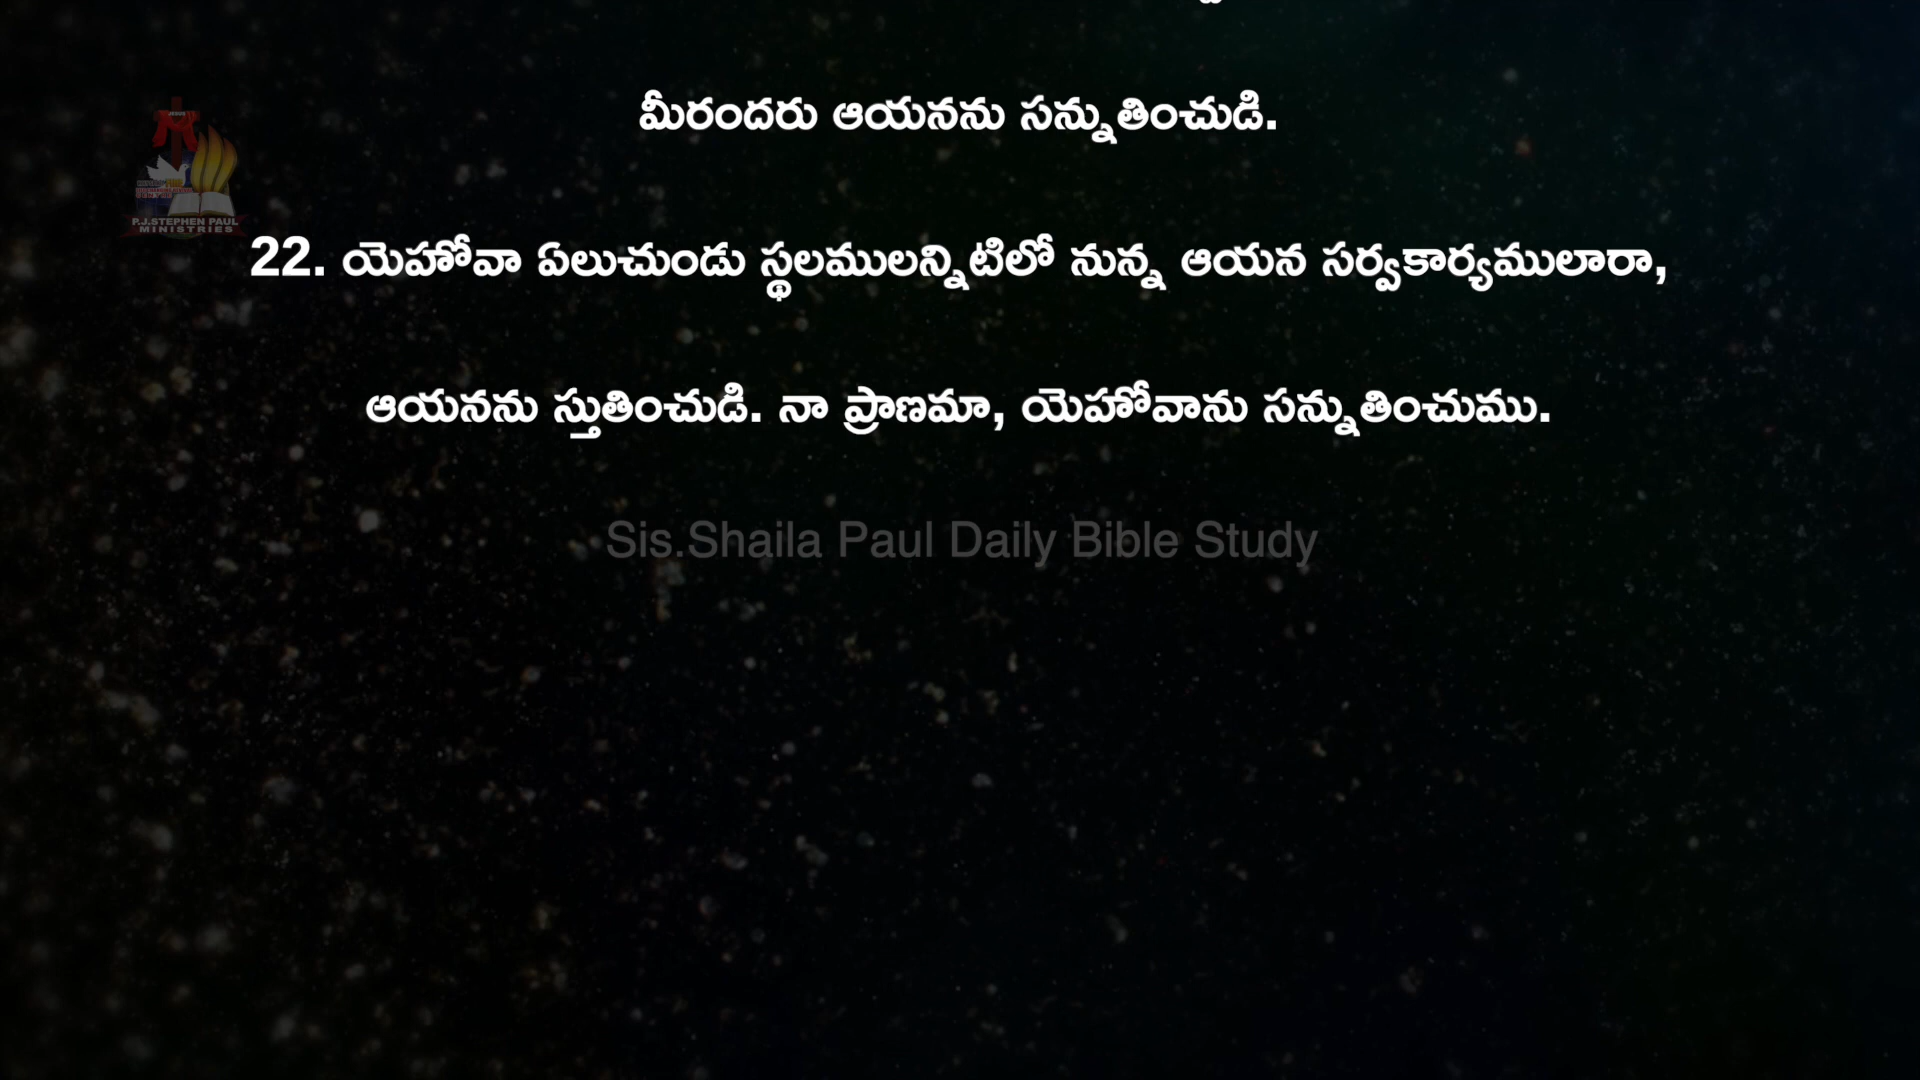 మీరందరు ఆయనను సన్నుతించుడి.
JESUS
P.J.STEPHEN PAUL
MINISTRIES
22. యెహోవా ఏలుచుండు స్థలములన్నిటిలో నున్న ఆయన సర్వకార్యములారా,
ఆయనను స్తుతించుడి. నా ప్రాణమా, యెహోవాను సన్నుతించుము.
Sis.Shaila Paul Daily Bible Study